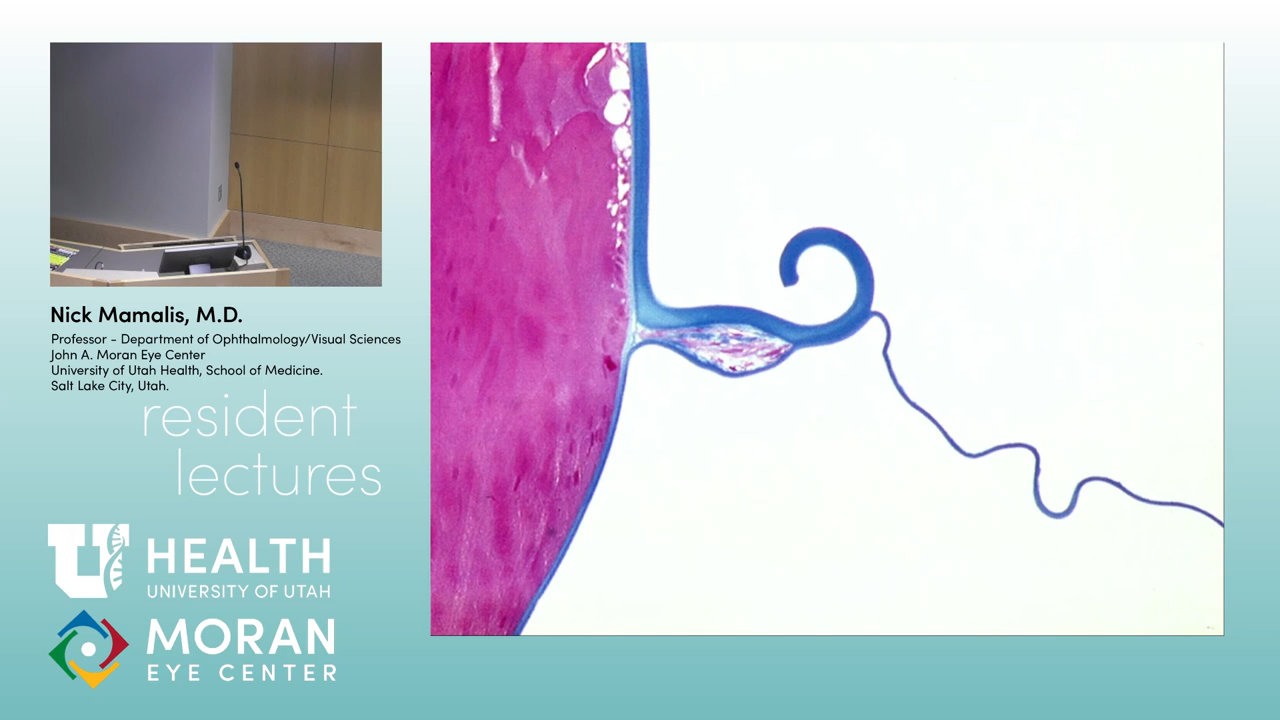 Nick Mamalis, M.D.
Professor - Department of Ophthalmology/Visual Sciences
John A. Moran Eye Center
University of Utah Health, School of Medicine.
Salt Lake City, Utah.
resident
lectures
U HEALTH
UNIVERSITY OF UTAH
MORAN
EYE CENTER